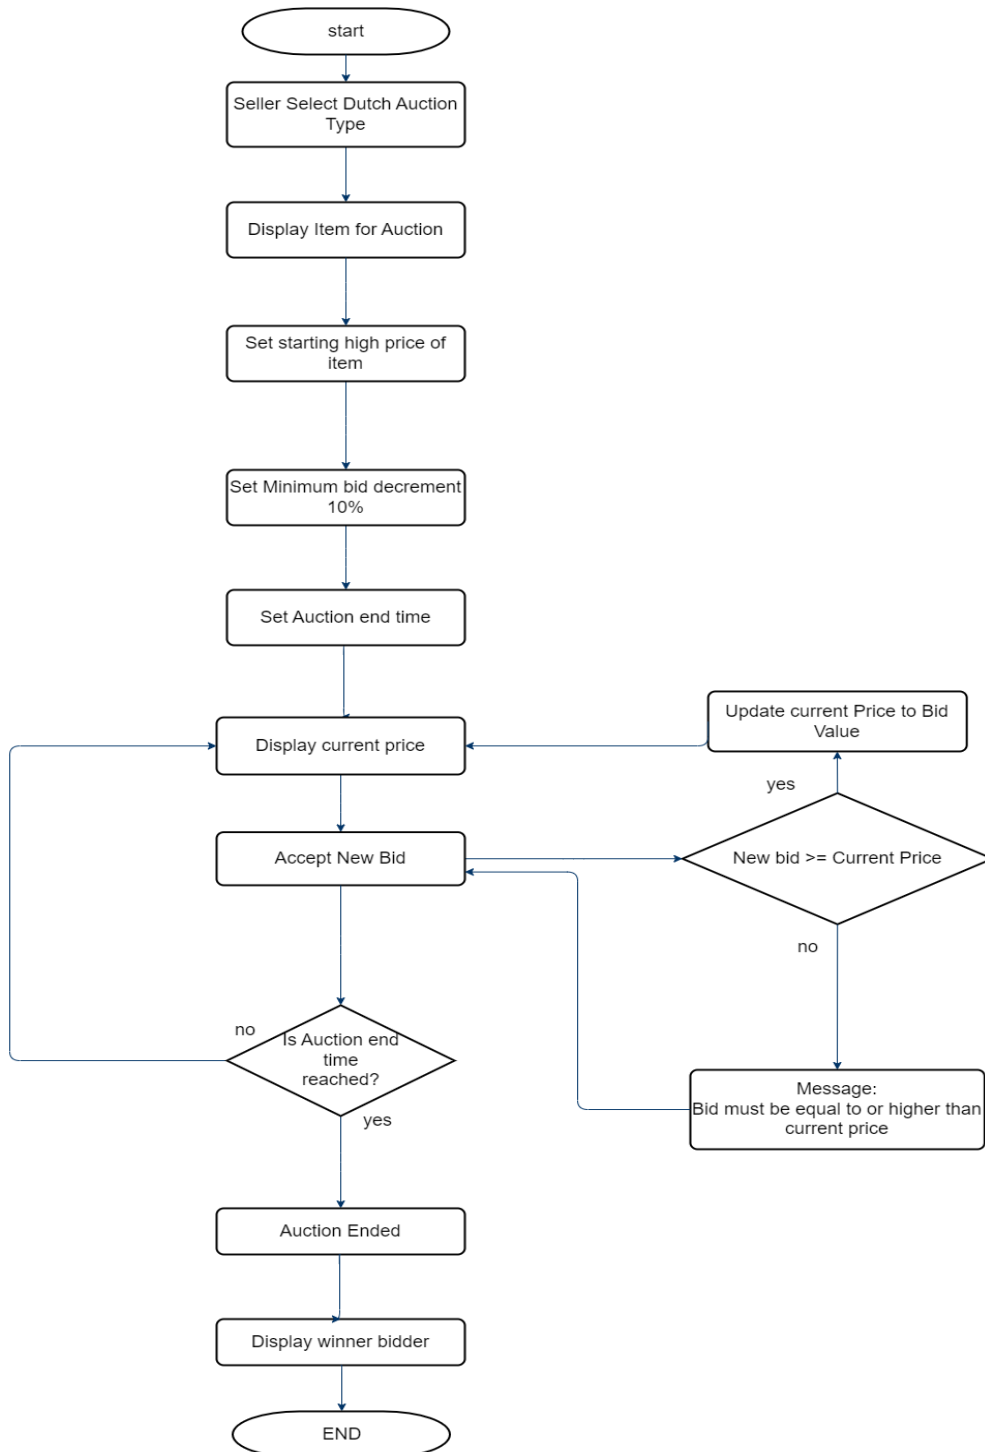 start
Seller Select Dutch Auction
Type
Display Item for Auction
Set starting high price of
item
Set Minimum bid decrement
10%
Set Auction end time
Display current price
Update current Price to Bid
Value
yes
Accept New Bid
New bid >= Current Price
no
no
Is Auction end
time
reached?
yes
Message:
Bid must be equal to or higher than
current price
Auction Ended
Display winner bidder
END